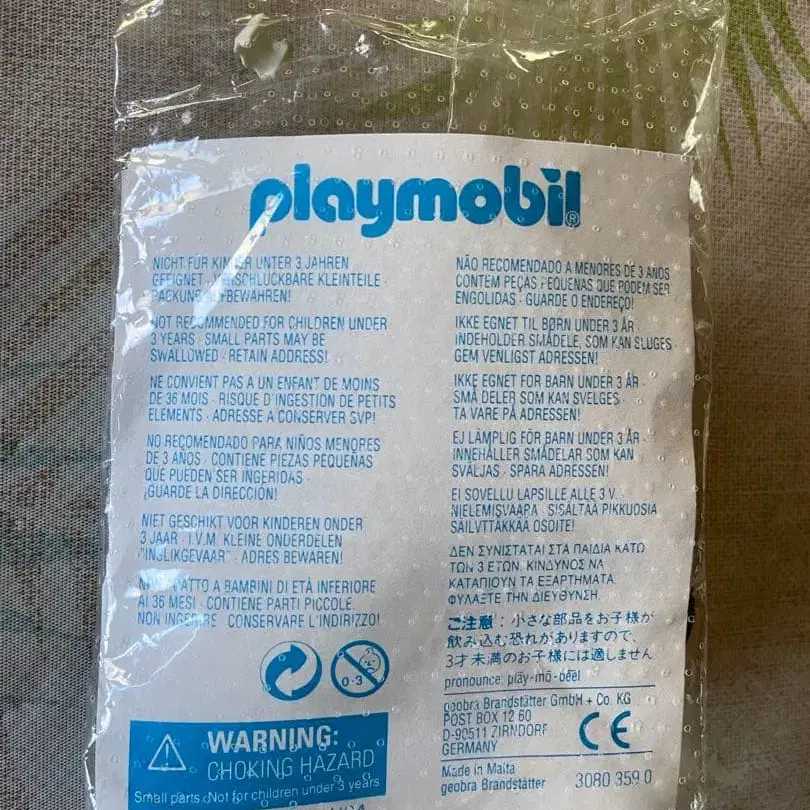 playmobil®
NICHT FÜR KINDER UNTER 3 JAHREN
GEEIGNET · VERSCHLUCKBARE KLEINTEILE ·
PACKUNG AUFBEWAHREN!
NOT RECOMMENDED FOR CHILDREN UNDER
3 YEARS · SMALL PARTS MAY BE
SWALLOWED · RETAIN ADDRESS!
NE CONVIENT PAS A UN ENFANT DE MOINS
DE 36 MOIS · RISQUE D'INGESTION DE PETITS
ELEMENTS · ADRESSE A CONSERVER SVP!
NO RECOMENDADO PARA NIÑOS MENORES
DE 3 AÑOS · CONTIENE PIEZAS PEQUEÑAS
QUE PUEDEN SER INGERIDAS ·
¡GUARDE LA DIRECCIÓN!
NIET GESCHIKT VOOR KINDEREN ONDER
3 JAAR · I.V.M. KLEINE ONDERDELEN
"INSLIKGEVAAR" · ADRES BEWAREN!
ATTO A BAMBINI DI ETÀ INFERIORE
AI 36 MESI · CONTIENE PARTI PICCOLE.
NON INGERIRE · CONSERVARE L'INDIRIZZO!
0-3
WARNING:
CHOKING HAZARD
Small parts. Not for children under 3 years
NÃO RECOMENDADO A MENORES DE 3 ANOS
CONTEM PEÇAS PEQUENAS QUE PODEM SER
ENGOLIDAS · GUARDE O ENDEREÇO!
IKKE EGNET TIL BØRN UNDER 3 ÅR ·
INDEHOLDER SMÅDELE, SOM KAN SLUGES ·
GEM VENLIGST ADRESSEN!
IKKE EGNET FOR BARN UNDER 3 ÅR ·
SMÅ DELER SOM KAN SVELGES ·
TA VARE PÅ ADRESSEN!
EJ LÄMPLIG FÖR BARN UNDER 3 ÅR ·
INNEHÅLLER SMÅDELAR SOM KAN
SVÄLJAS · SPARA ADRESSEN!
EI SOVELLU LAPSILLE ALLE 3 V. ·
NIELEMISVAARA · SISÄLTÄÄ PIKKUOSIA
SÄILYTTÄKÄÄ OSOITE!
ΔΕΝ ΣΥΝΙΣΤΑΤΑΙ ΣΤΑ ΠΑΙΔΙΑ ΚΑΤΩ
ΤΩΝ 3 ΕΤΩΝ. ΚΙΝΔΥΝΟΣ ΝΑ
ΚΑΤΑΠΙΟΥΝ ΤΑ ΕΞΑΡΤΗΜΑΤΑ.
ΦΥΛΑΞΤΕ ΤΗΝ ΔΙΕΥΘΥΝΣΗ.
ご注意:小さな部品をお子様が
飲み込む恐れがありますので、
3才未満のお子様には適しません
pronounce: play-mo-beel
geobra Brandstätter GmbH + Co. KG
POST BOX 12 60
D-90511 ZIRNDORF
GERMANY
CE
Made in Malta
geobra Brandstätter 3080 359 0